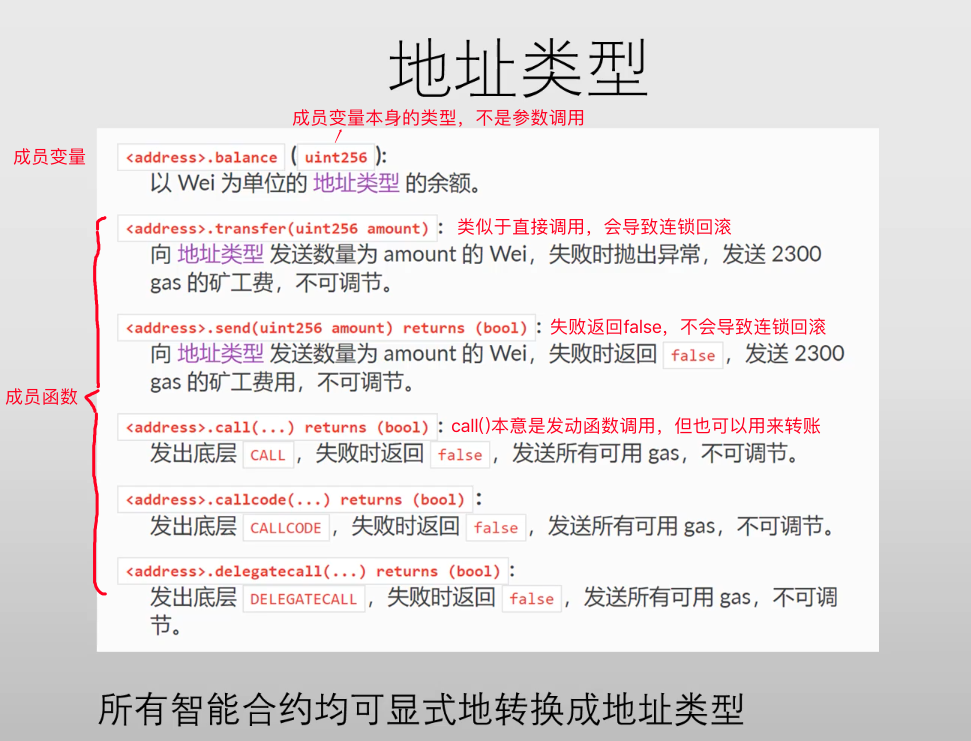 地址类型
成员变量本身的类型，不是参数调用
成员变量
<address>.balance (uint256):
以 Wei 为单位的 地址类型 的余额。
<address>.transfer(uint256 amount) : 类似于直接调用，会导致连锁回滚
向 地址类型 发送数量为 amount 的 Wei，失败时抛出异常，发送 2300
gas 的矿工费，不可调节。
<address>.send(uint256 amount) returns (bool) : 失败返回false，不会导致连锁回滚
向 地址类型 发送数量为 amount 的 Wei，失败时返回 false ，发送 2300
gas 的矿工费用，不可调节。
成员函数
<address>.call(...) returns (bool) : call()本意是发动函数调用，但也可以用来转账
发出底层 CALL ，失败时返回 false ，发送所有可用 gas，不可调节。
<address>.callcode(...) returns (bool) :
发出底层 CALLCODE ，失败时返回 false ，发送所有可用 gas，不可调节。
<address>.delegatecall(...) returns (bool) :
发出底层 DELEGATECALL ，失败时返回 false ，发送所有可用 gas，不可调
节。
所有智能合约均可显式地转换成地址类型